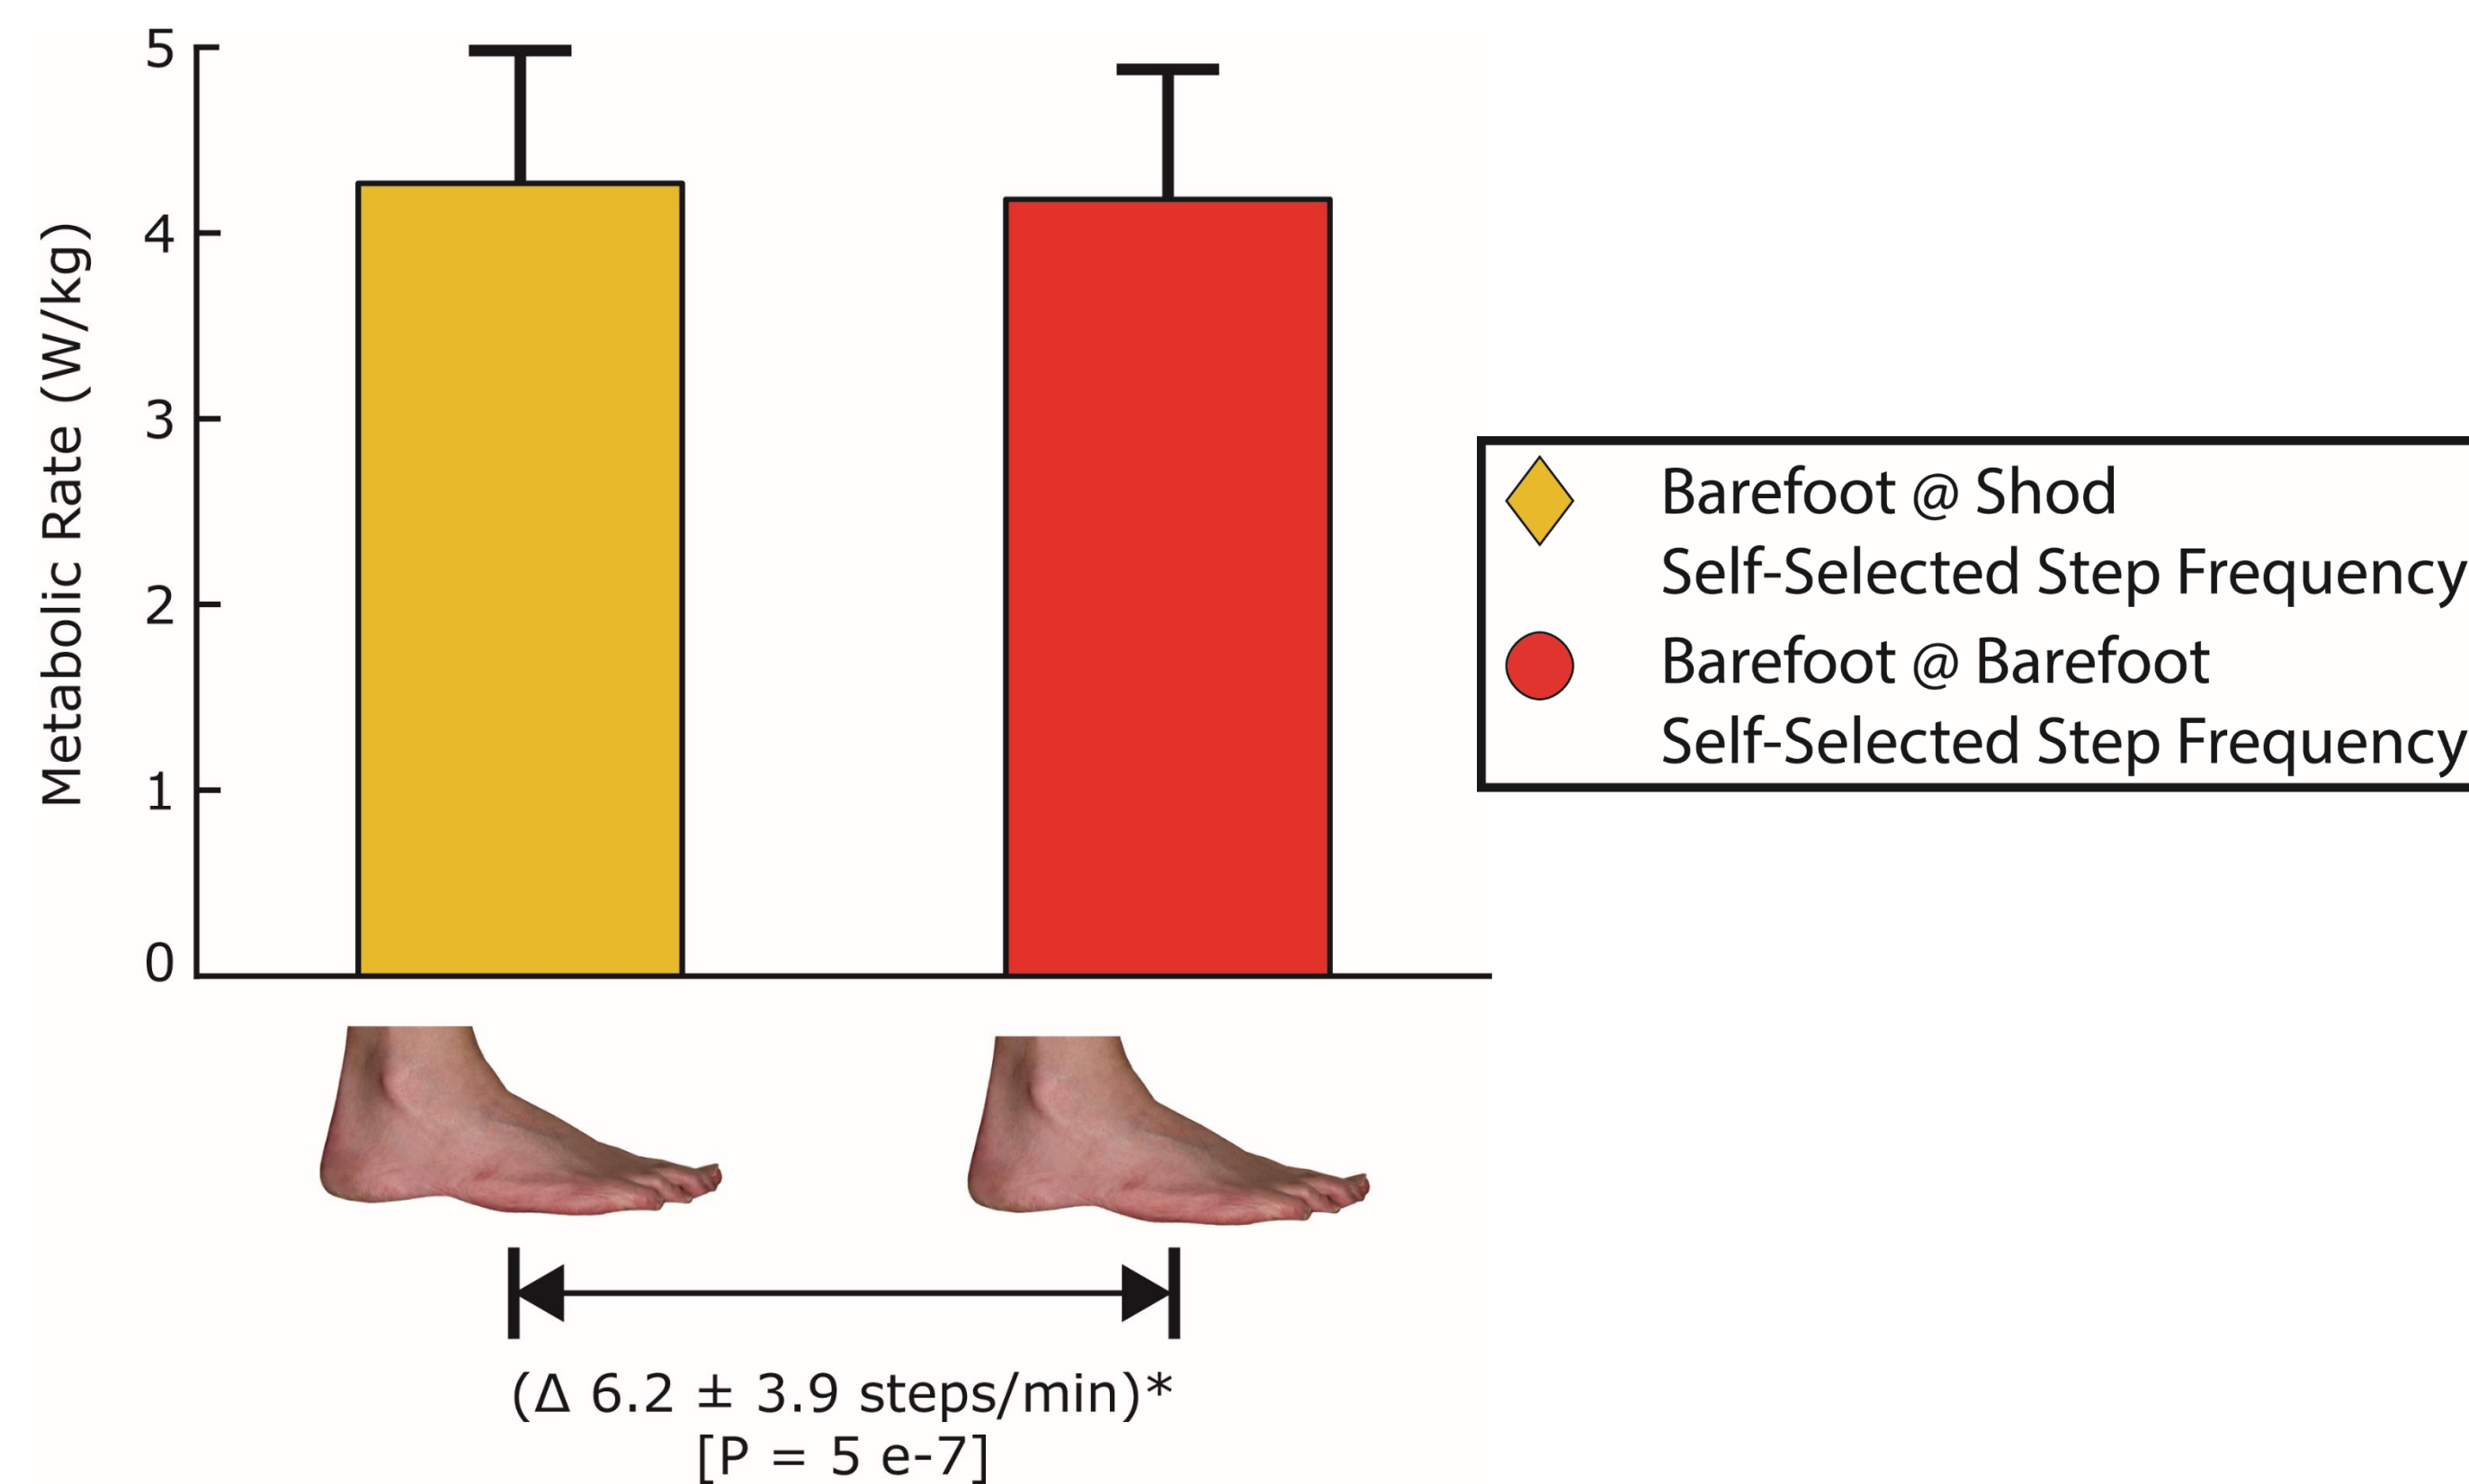 5
4
3
2
1
0
Metabolic Rate (W/kg)
Barefoot @ Shod
Self-Selected Step Frequency
Barefoot @ Barefoot
Self-Selected Step Frequency
(Δ 6.2 ± 3.9 steps/min)*
[P = 5 e-7]